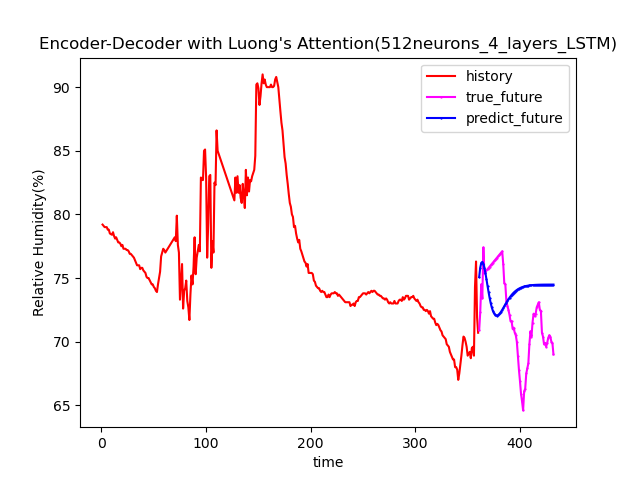 Encoder-Decoder with Luong's Attention(512neurons_4_layers_LSTM)
history
true_future
predict_future
Relative Humidity(%)
90
85
80
75
70
65
0 100 200 300 400
time